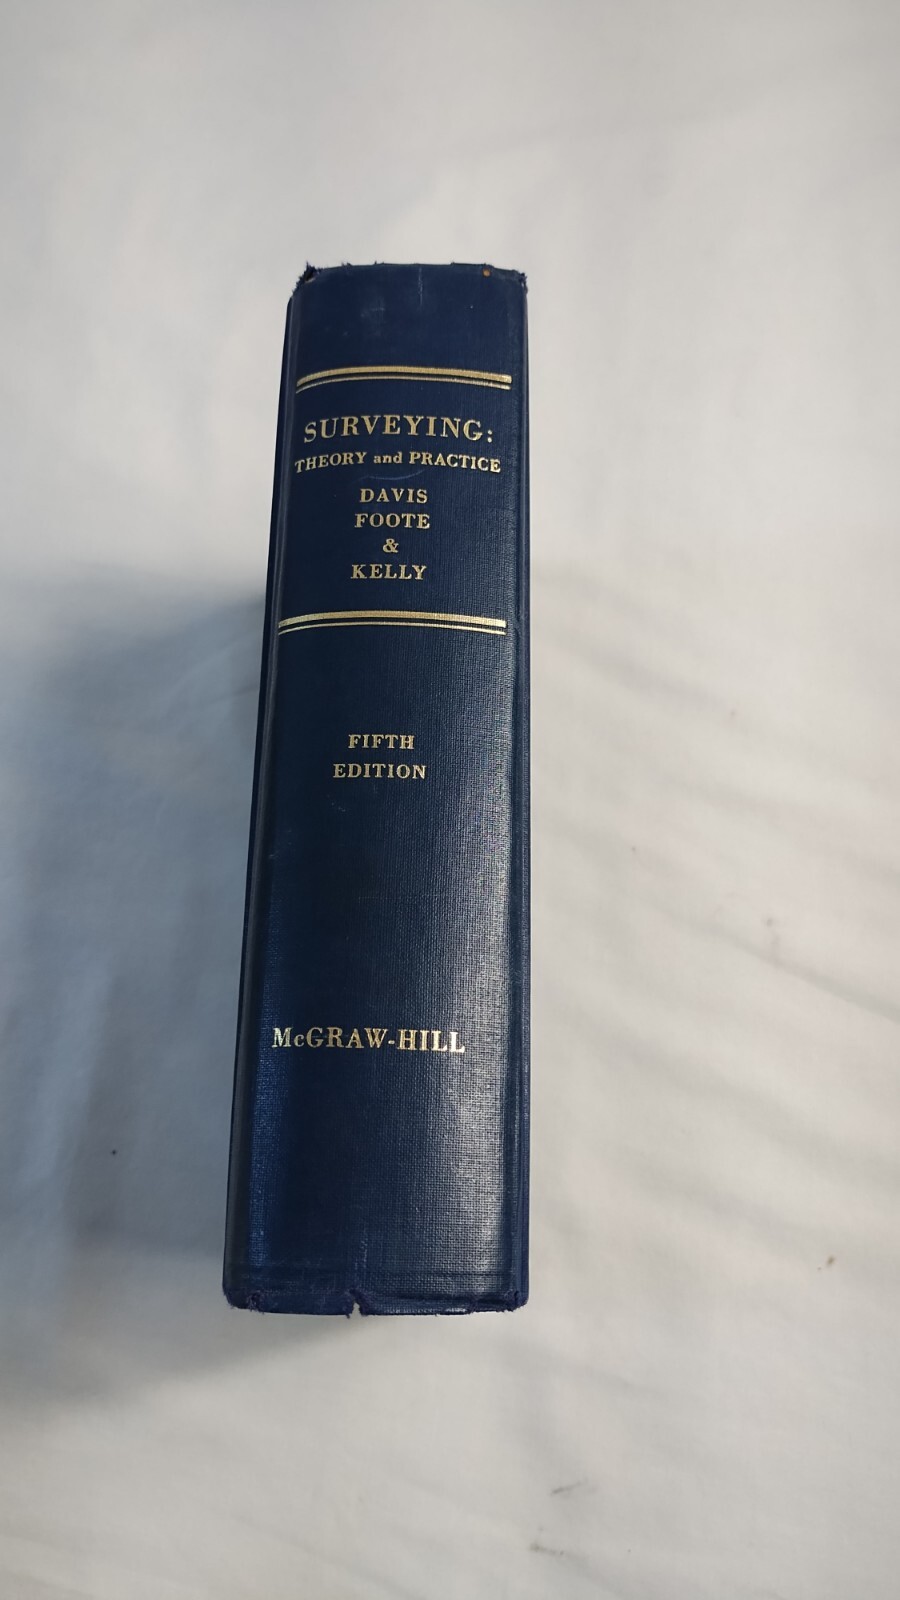 SURVEYING:
THEORY and PRACTICE
DAVIS
FOOTE
&
KELLY
FIFTH
EDITION
McGRAW-HILL